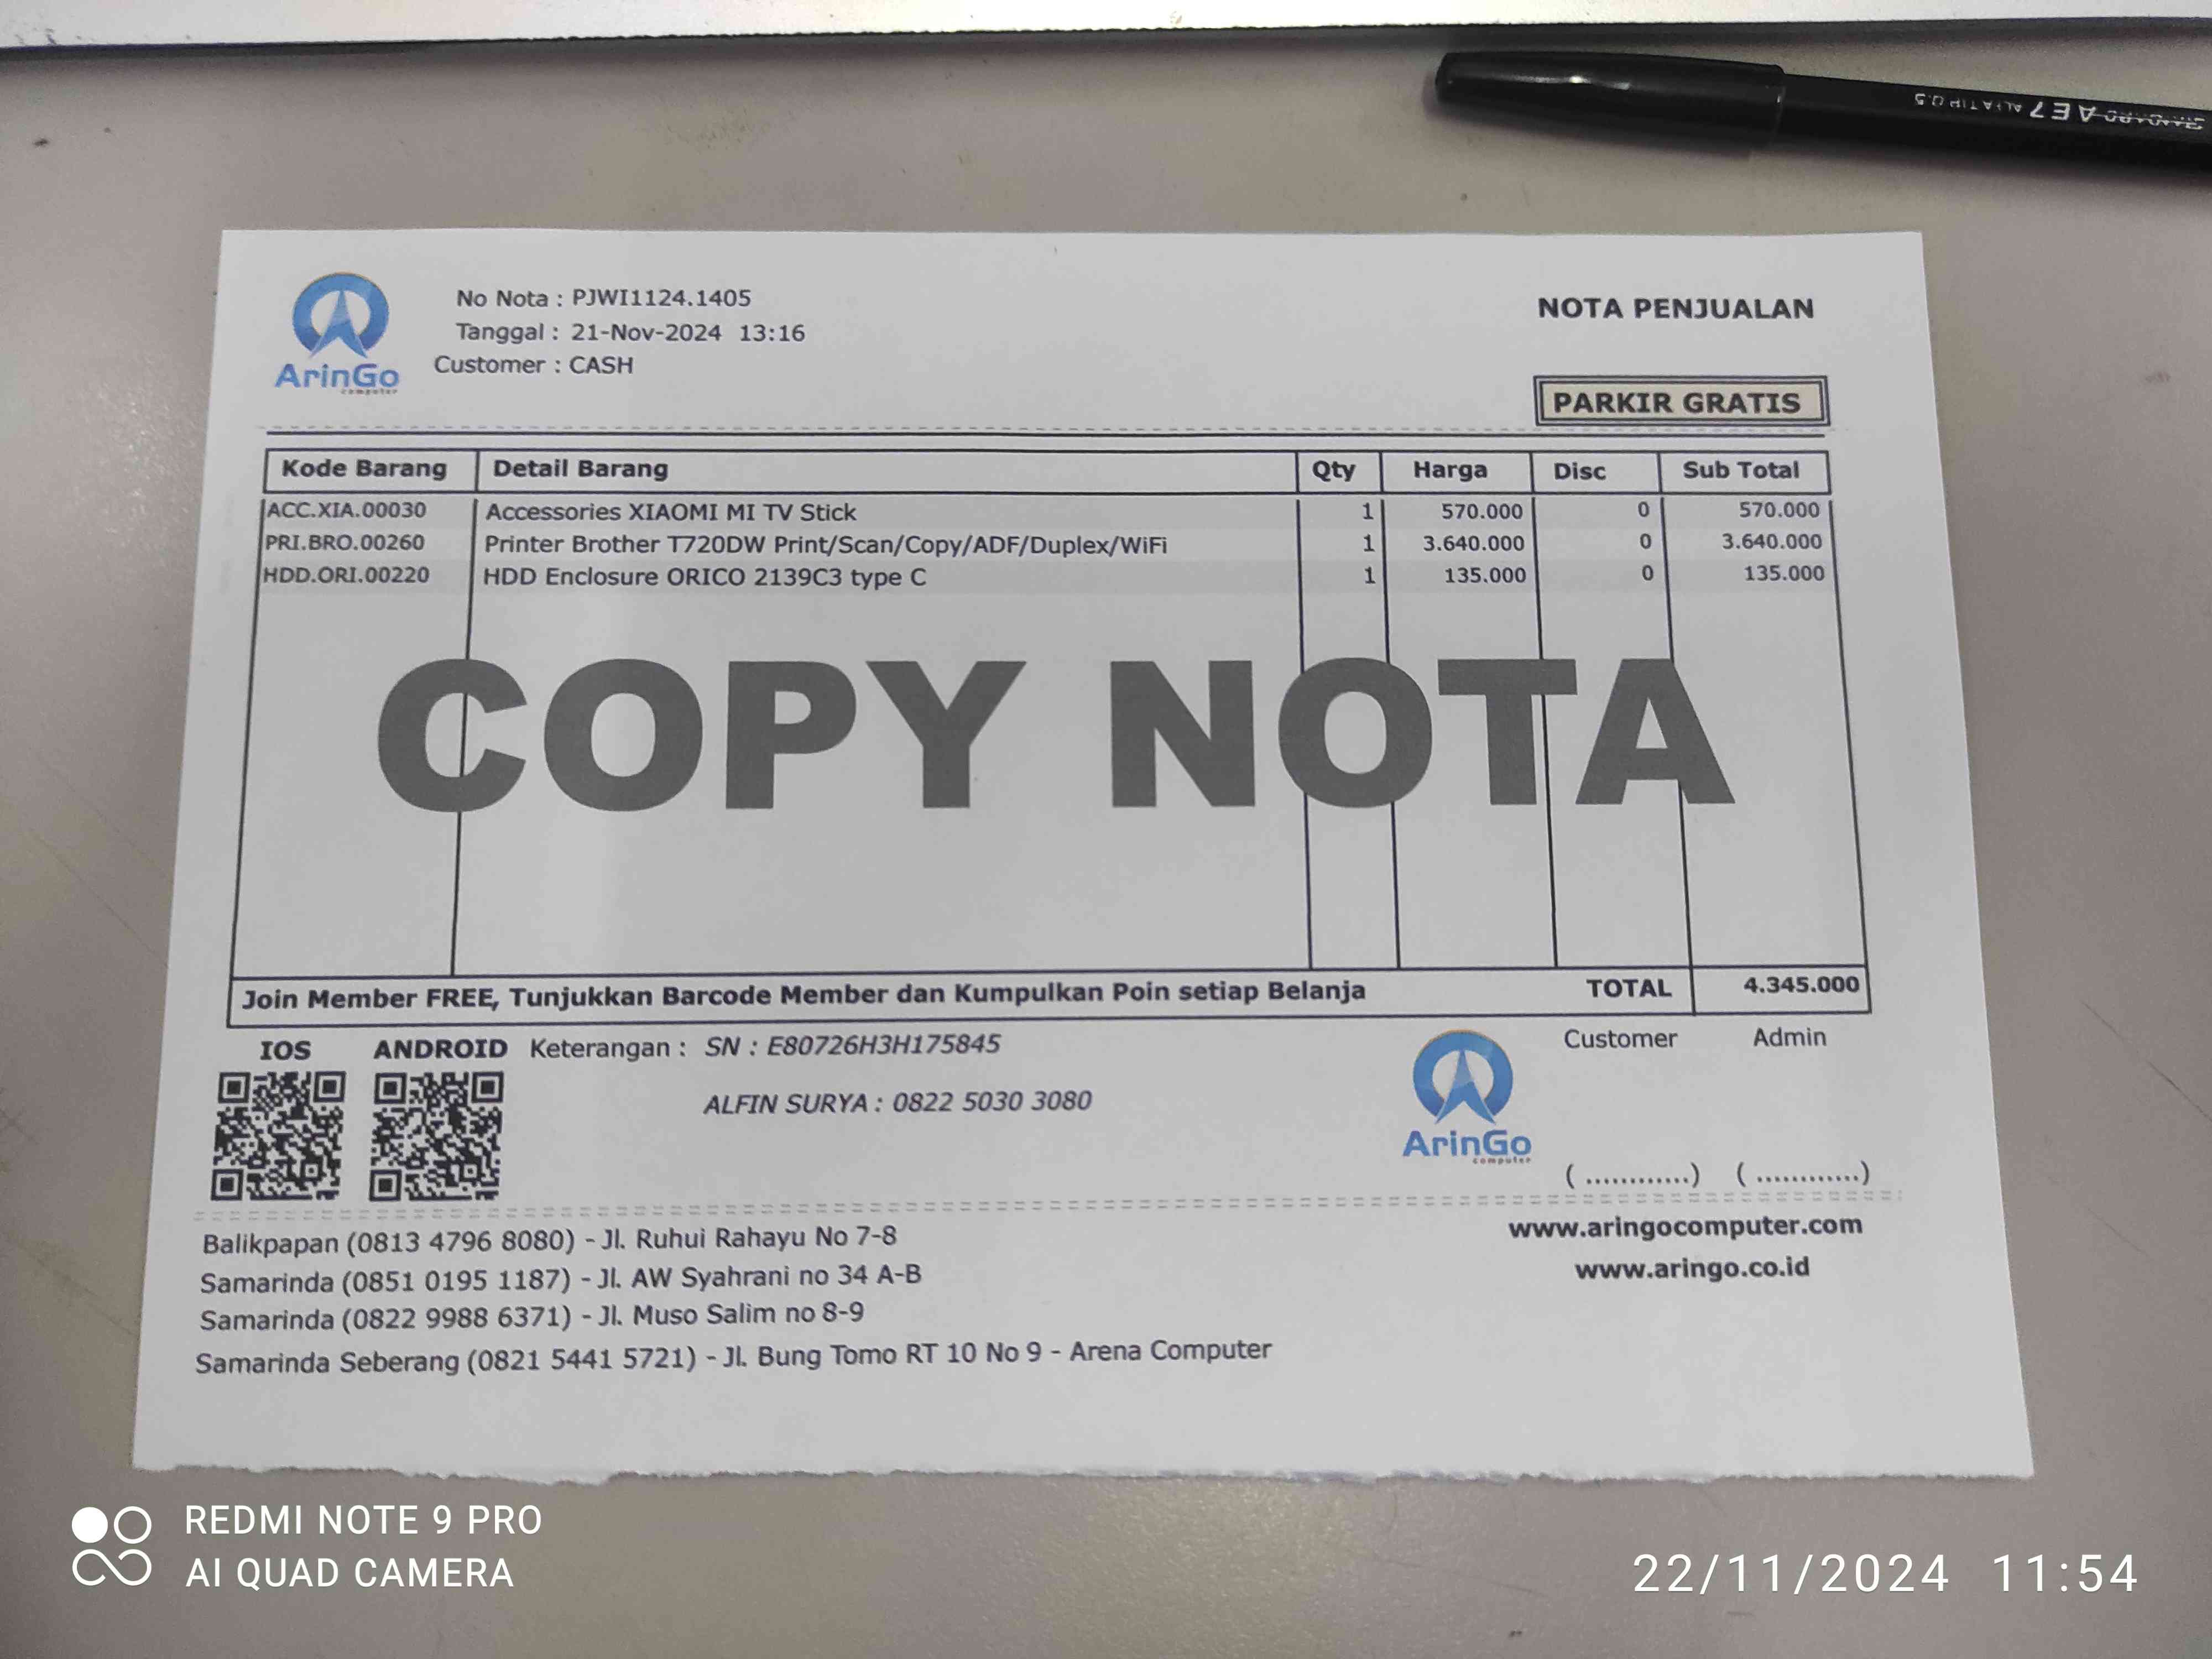 No Nota : PJWI1124.1405
Tanggal : 21-Nov-2024 13:16
Customer : CASH
ArinGo
computer
NOTA PENJUALAN
PARKIR GRATIS
Kode Barang Detail Barang Qty Harga Disc Sub Total
ACC.XIA.00030 Accessories XIAOMI MI TV Stick 1 570.000 0 570.000
PRI.BRO.00260 Printer Brother T720DW Print/Scan/Copy/ADF/Duplex/WiFi 1 3.640.000 0 3.640.000
HDD.ORI.00220 HDD Enclosure ORICO 2139C3 type C 1 135.000 0 135.000
COPY NOTA
Join Member FREE, Tunjukkan Barcode Member dan Kumpulkan Poin setiap Belanja TOTAL 4.345.000
IOS ANDROID Keterangan : SN : E80726H3H175845
ALFIN SURYA : 0822 5030 3080
ArinGo
computer
Customer Admin
( ............) ( ............)
Balikpapan (0813 4796 8080) - Jl. Ruhui Rahayu No 7-8
Samarinda (0851 0195 1187) - Jl. AW Syahrani no 34 A-B
Samarinda (0822 9988 6371) - Jl. Muso Salim no 8-9
Samarinda Seberang (0821 5441 5721) - Jl. Bung Tomo RT 10 No 9 - Arena Computer
www.aringocomputer.com
www.aringo.co.id
REDMI NOTE 9 PRO
AI QUAD CAMERA
22/11/2024 11:54
AE7